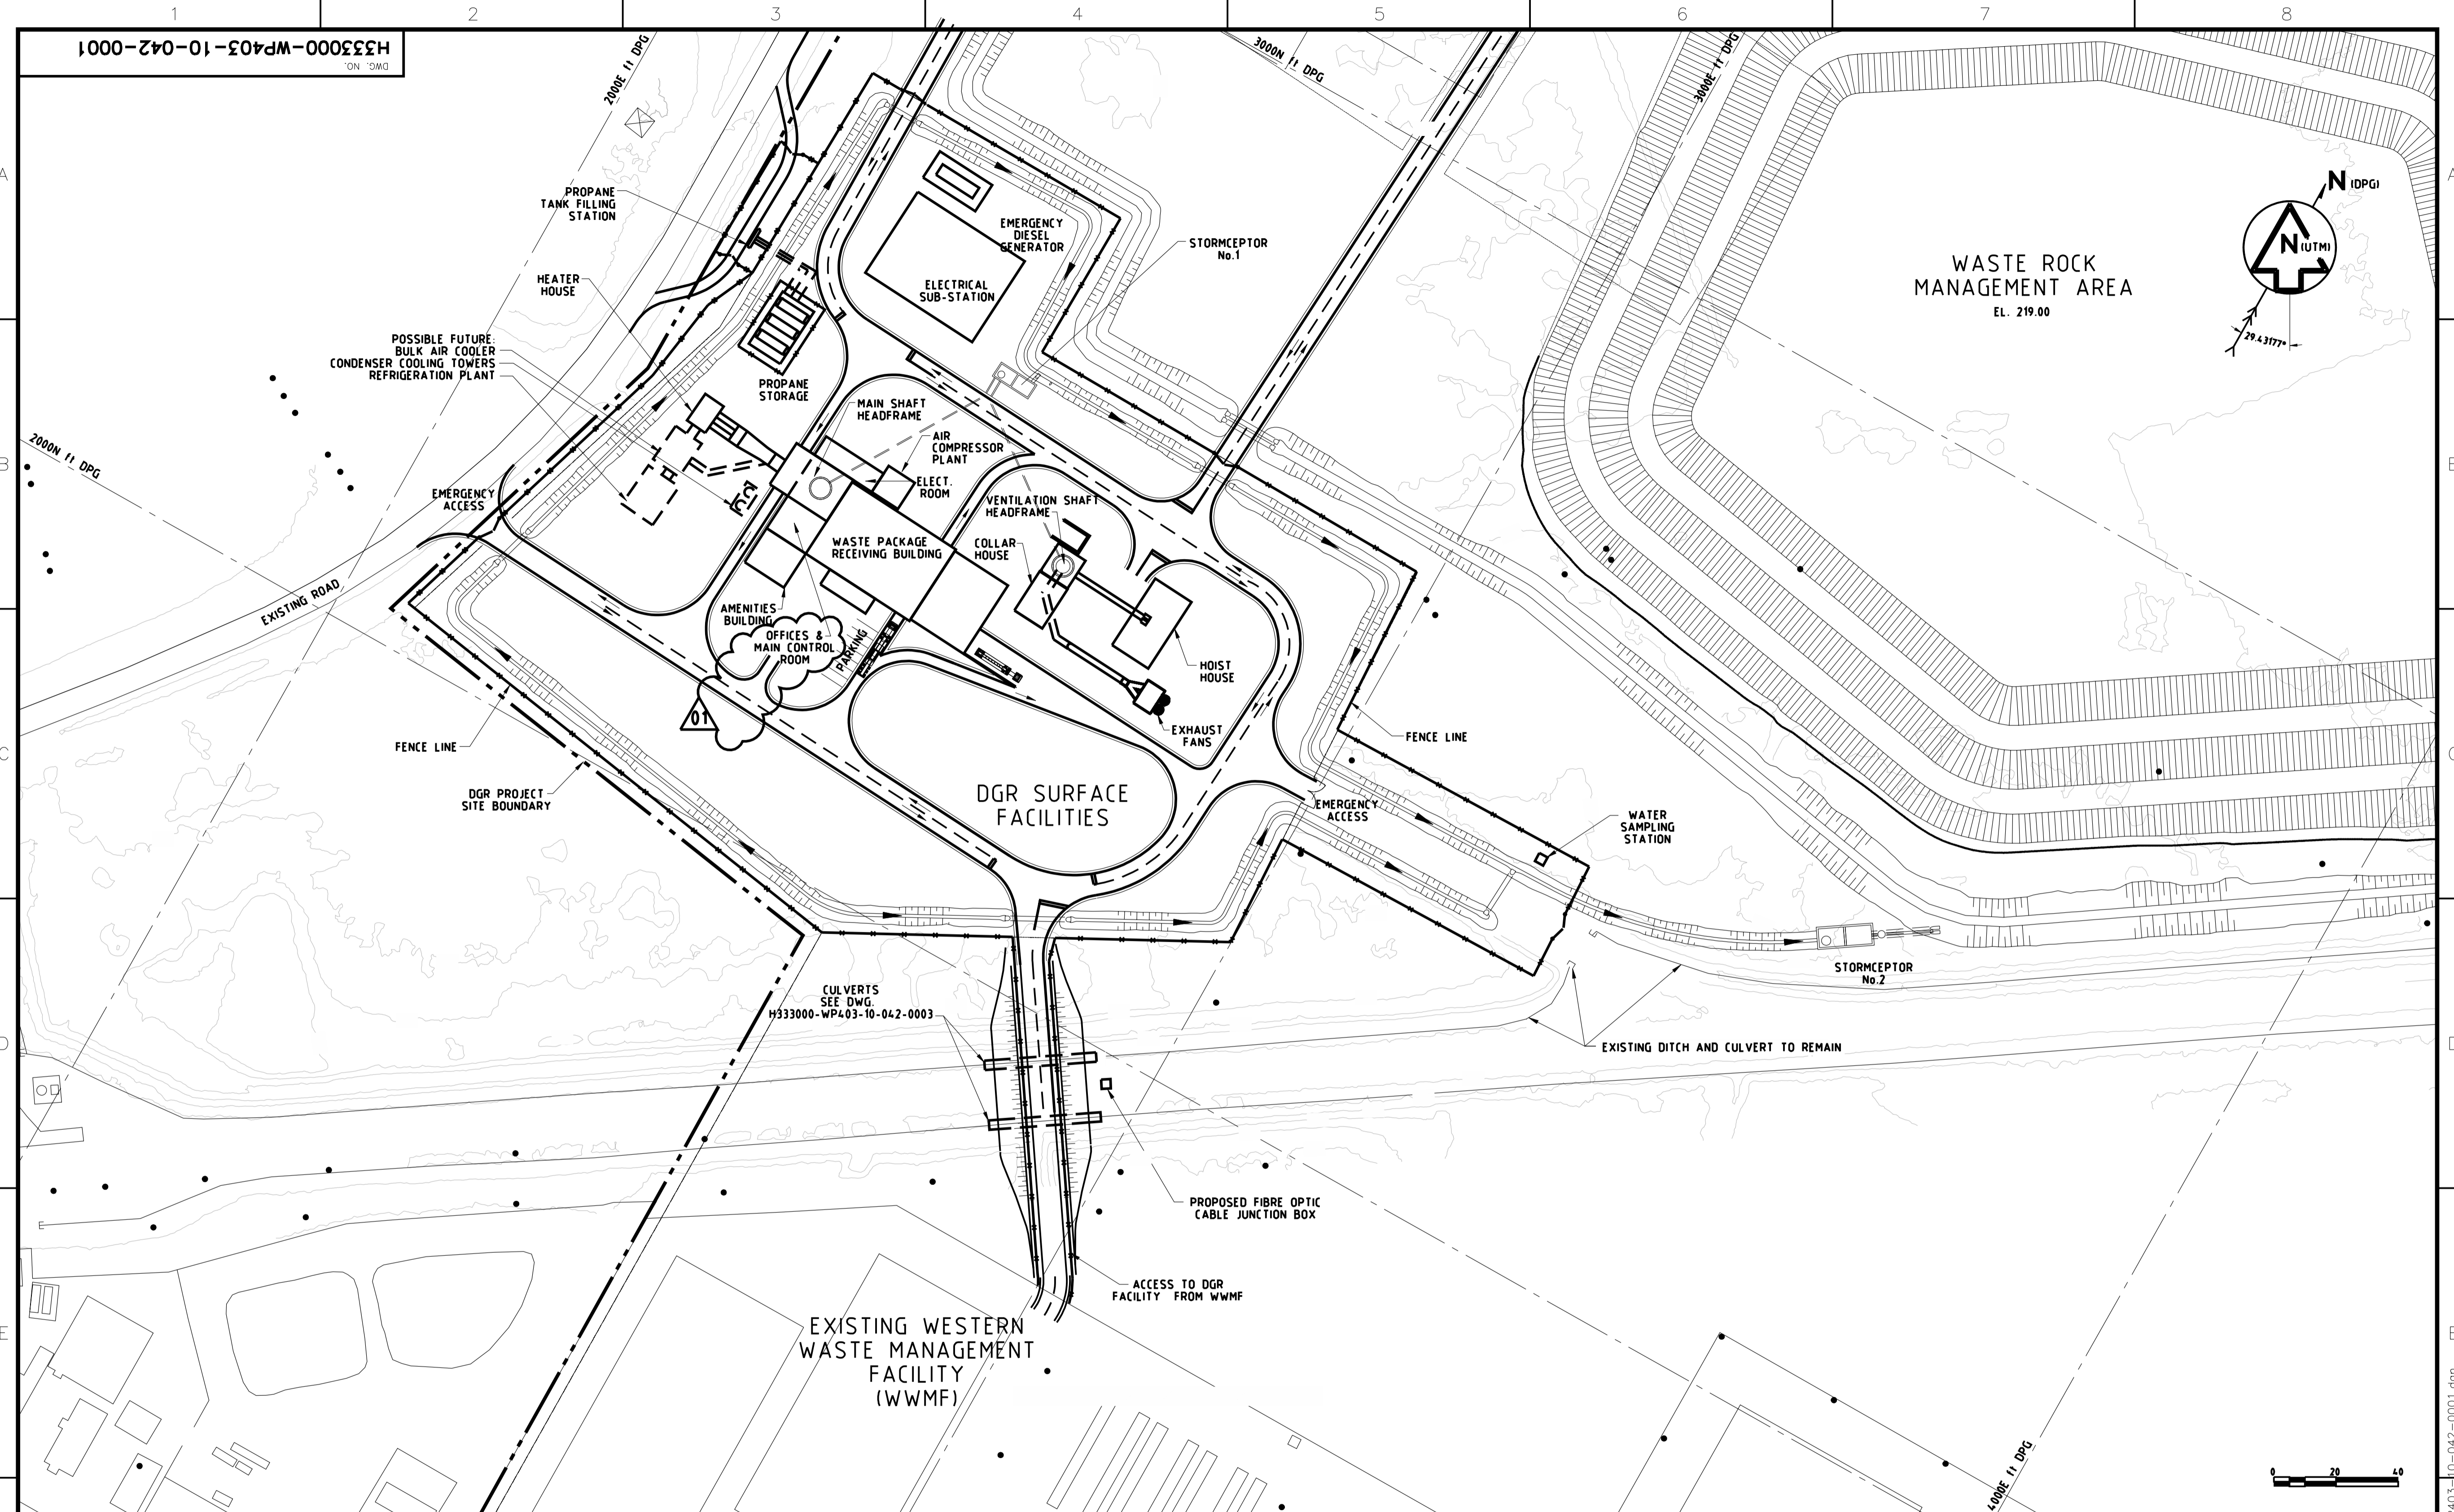 1 2 3 4 5 6 7 8
DWG. NO.
H333000-WP403-10-042-0001
2000E ft DPG
3000N ft DPG
3000E ft DPG
A
A
PROPANE
TANK FILLING
STATION
EMERGENCY
DIESEL
GENERATOR
STORMCEPTOR
No.1
N (DPG)
N (UTM)
29.43177°
WASTE ROCK
MANAGEMENT AREA
EL. 219.00
HEATER
HOUSE
ELECTRICAL
SUB-STATION
POSSIBLE FUTURE:
BULK AIR COOLER
CONDENSER COOLING TOWERS
REFRIGERATION PLANT
PROPANE
STORAGE
MAIN SHAFT
HEADFRAME
AIR
COMPRESSOR
PLANT
2000N ft DPG
B
B
ELECT.
ROOM
EMERGENCY
ACCESS
VENTILATION SHAFT
HEADFRAME
WASTE PACKAGE
RECEIVING BUILDING
COLLAR
HOUSE
EXISTING ROAD
AMENITIES
BUILDING
OFFICES &
MAIN CONTROL
ROOM
PARKING
HOIST
HOUSE
01
EXHAUST
FANS
FENCE LINE
FENCE LINE
C
C
DGR PROJECT
SITE BOUNDARY
DGR SURFACE
FACILITIES
EMERGENCY
ACCESS
WATER
SAMPLING
STATION
STORMCEPTOR
No.2
CULVERTS
SEE DWG.
H333000-WP403-10-042-0003
D
D
EXISTING DITCH AND CULVERT TO REMAIN
PROPOSED FIBRE OPTIC
CABLE JUNCTION BOX
ACCESS TO DGR
FACILITY FROM WWMF
E
E
EXISTING WESTERN
WASTE MANAGEMENT
FACILITY
(WWMF)
4000E ft DPG
0 20 40